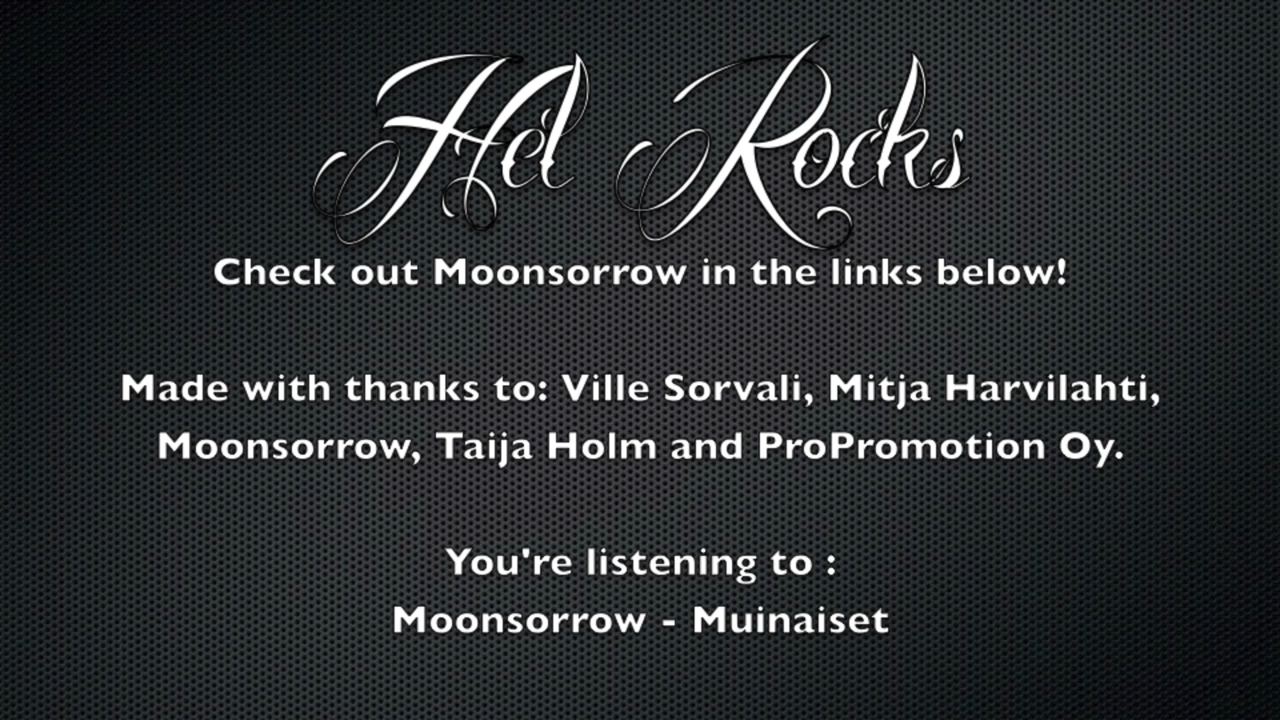 Hel Rocks
Check out Moonsorrow in the links below!
Made with thanks to: Ville Sorvali, Mitja Harvilahti,
Moonsorrow, Taija Holm and ProPromotion Oy.
You're listening to :
Moonsorrow - Muinaiset